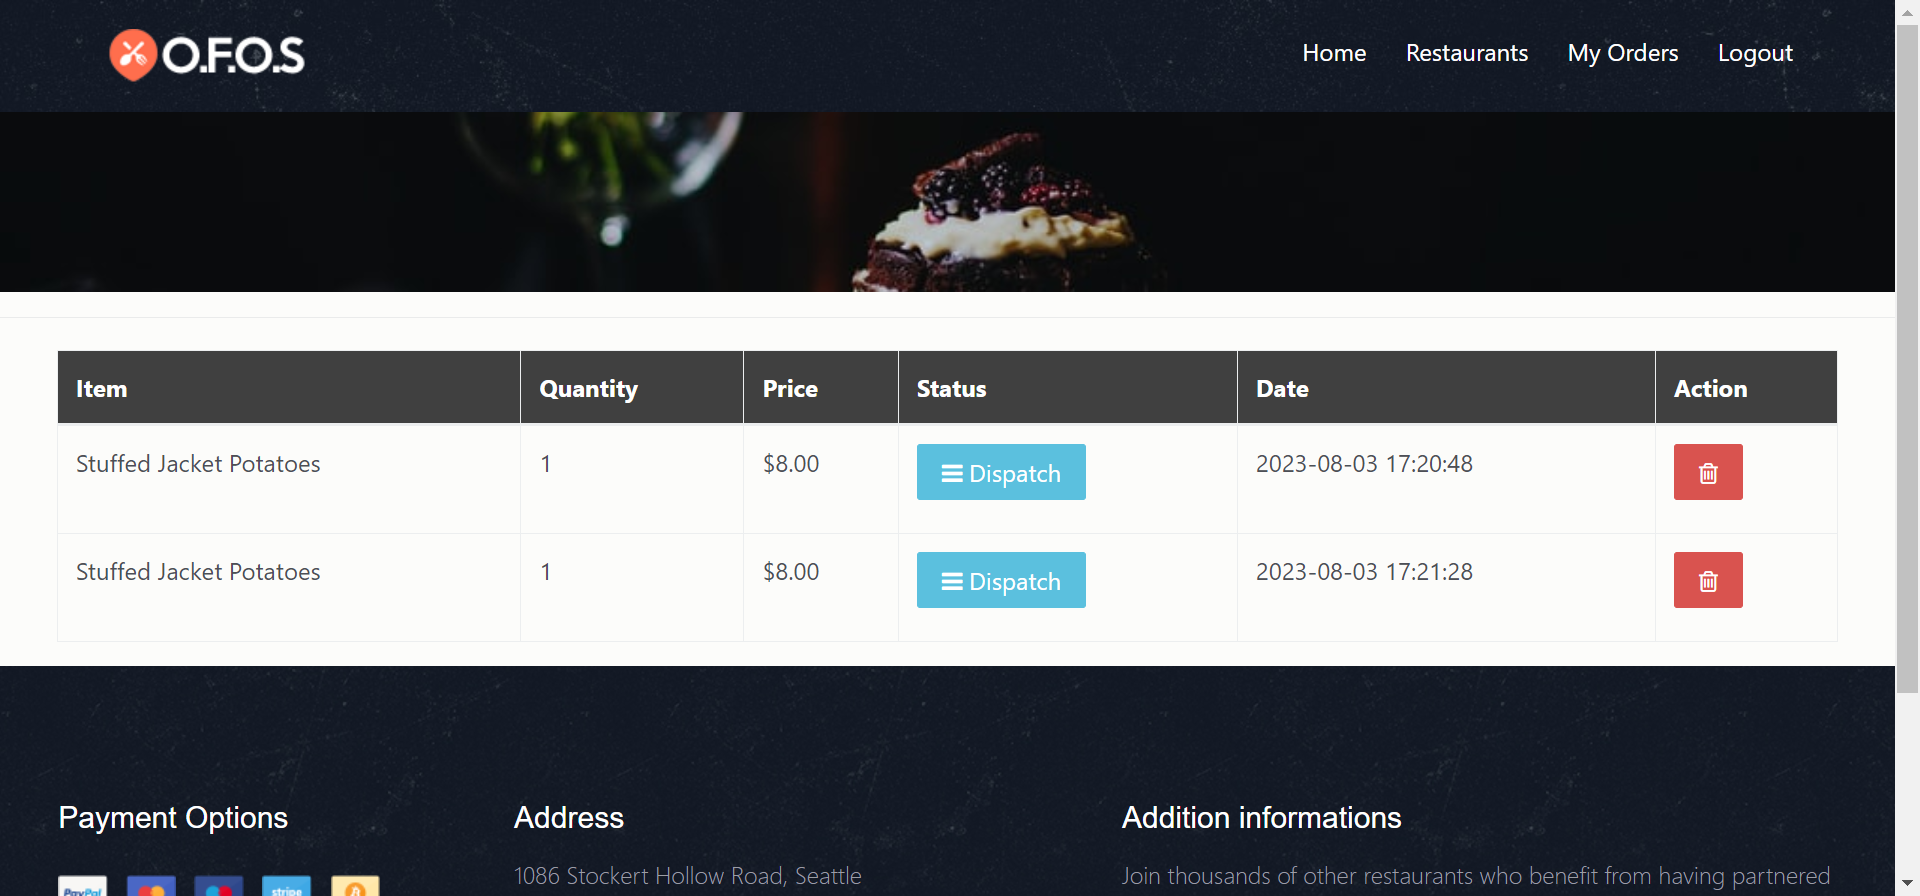 O.F.O.S
Home Restaurants My Orders Logout
Item Quantity Price Status Date Action
Stuffed Jacket Potatoes 1 $8.00 Dispatch 2023-08-03 17:20:48
Stuffed Jacket Potatoes 1 $8.00 Dispatch 2023-08-03 17:21:28
Payment Options Address Addition informations
PayPal stripe 1086 Stockert Hollow Road, Seattle Join thousands of other restaurants who benefit from having partnered